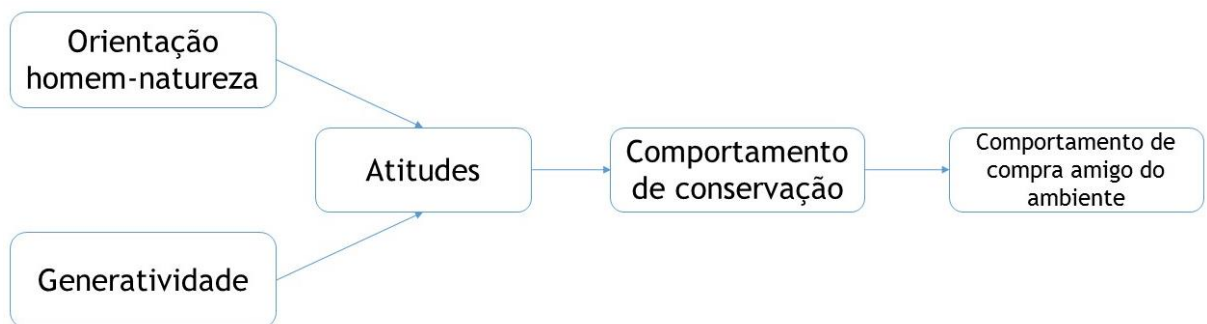 Orientação
homem-natureza
Atitudes
Comportamento
de conservação
Comportamento de
compra amigo do
ambiente
Generatividade